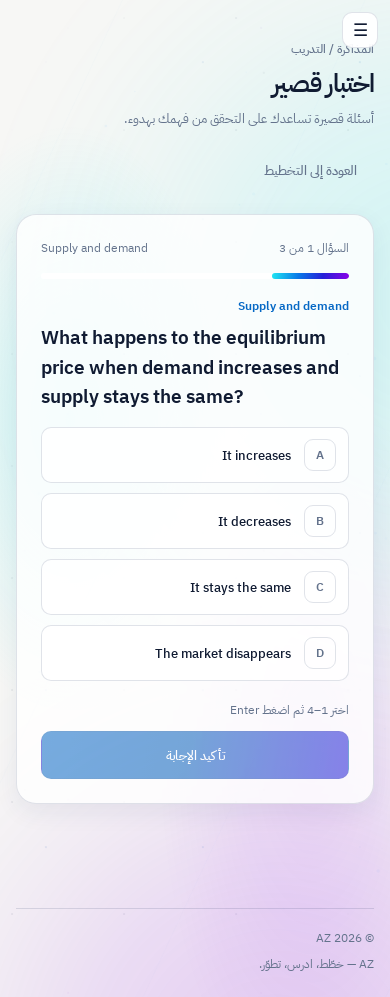 ☰
المذاكرة / التدريب
اختبار قصير
أسئلة قصيرة تساعدك على التحقق من فهمك بهدوء.
العودة إلى التخطيط
السؤال 1 من 3
Supply and demand
Supply and demand
What happens to the equilibrium
price when demand increases and
supply stays the same?
A It increases
B It decreases
C It stays the same
D The market disappears
اختر 1–4 ثم اضغط Enter
تأكيد الإجابة
© 2026 AZ
AZ — خطّط، ادرس، تطوّر.